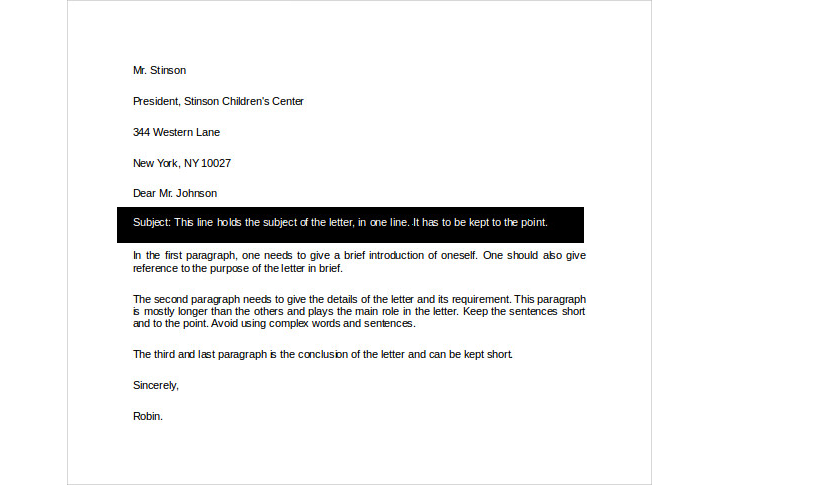 Mr. Stinson
President, Stinson Children's Center
344 Western Lane
New York, NY 10027
Dear Mr. Johnson
Subject: This line holds the subject of the letter, in one line. It has to be kept to the point.
In the first paragraph, one needs to give a brief introduction of oneself. One should also give
reference to the purpose of the letter in brief.
The second paragraph needs to give the details of the letter and its requirement. This paragraph
is mostly longer than the others and plays the main role in the letter. Keep the sentences short
and to the point. Avoid using complex words and sentences.
The third and last paragraph is the conclusion of the letter and can be kept short.
Sincerely,
Robin.